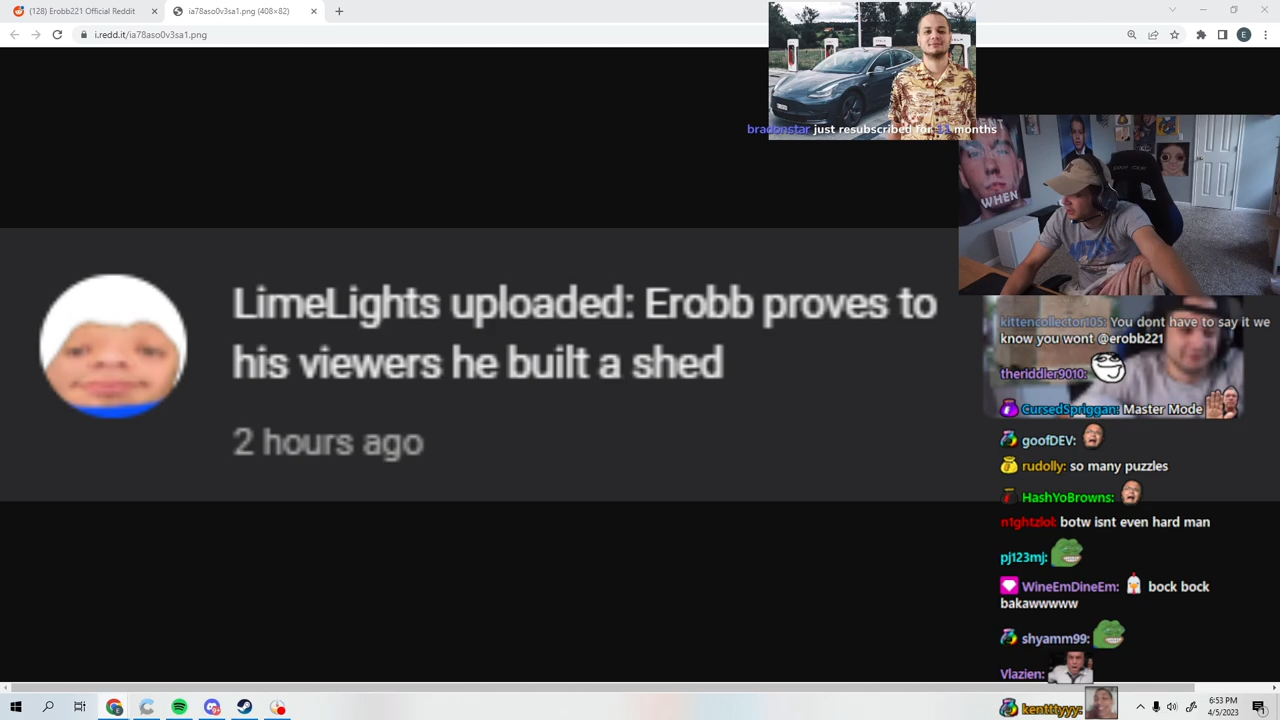 (128) Erobb221 Official Reddit
ia78aso0v3sa1.png (408×82)
i.redd.it/ia78aso0v3sa1.png
E
bradonstar just resubscribed for 11 months
WHEN
LimeLights uploaded: Erobb proves to
his viewers he built a shed
2 hours ago
kittencollector105: You dont have to say it we
know you wont @erobb221
theriddler9010:
CursedSpriggan: Master Mode
goofDEV:
rudolly: so many puzzles
HashYoBrowns:
n1ghtzlol: botw isnt even hard man
pj123mj:
WineEmDineEm: bock bock
bakawwwww
shyamm99:
Vlazien:
kentttyyy:
6:53 PM
4/5/2023